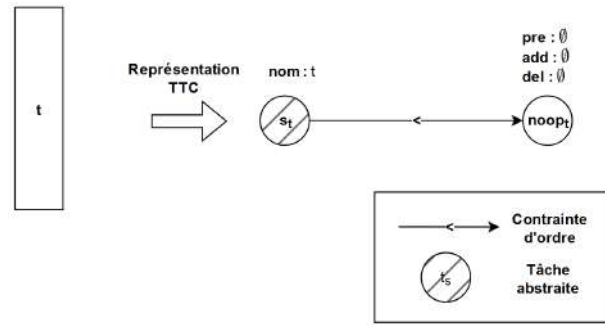 t
Représentation
TTC
nom : t
s_t
<
pre : ∅
add : ∅
del : ∅
noop_t
<
Contrainte
d'ordre
t_s
Tâche
abstraite